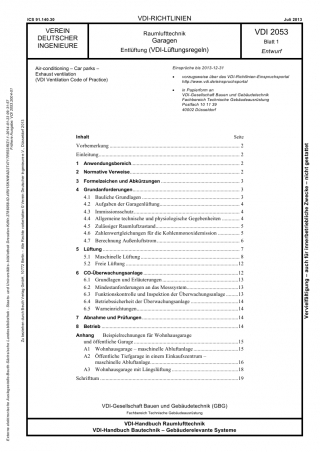 ICS 91.140.30
VDI-RICHTLINIEN
Juli 2013
VEREIN
DEUTSCHER
INGENIEURE
Raumlufttechnik
Garagen
Entlüftung (VDI-Lüftungsregeln)
VDI 2053
Blatt 1
Entwurf
Air-conditioning – Car parks –
Exhaust ventilation
(VDI Ventilation Code of Practice)
Einsprüche bis 2013-12-31
• vorzugsweise über das VDI-Richtlinien-Einspruchsportal
http://www.vdi.de/einspruchsportal
• in Papierform an
VDI-Gesellschaft Bauen und Gebäudetechnik
Fachbereich Technische Gebäudeausrüstung
Postfach 10 11 39
40002 Düsseldorf
Inhalt Seite
Vorbemerkung 2
Einleitung 2
1 Anwendungsbereich 2
2 Normative Verweise 2
3 Formelzeichen und Abkürzungen 3
4 Grundanforderungen 3
4.1 Bauliche Grundlagen 3
4.2 Aufgaben der Garagenlüftung 3
4.3 Immissionsschutz 4
4.4 Allgemeine technische und physiologische Gegebenheiten 4
4.5 Zulässiger Raumluftzustand 5
4.6 Zahlenwertgleichungen für die Kohlenmonoxidemission 6
4.7 Berechnung Außenluftstrom 6
5 Lüftung 7
5.1 Maschinelle Lüftung 8
5.2 Freie Lüftung 12
6 CO-Überwachungsanlage 12
6.1 Grundlagen und Erläuterungen 13
6.2 Mindestanforderungen an das Messsystem 13
6.3 Funktionskontrolle und Inspektion der Überwachungsanlage 13
6.4 Betriebssicherheit der Überwachungsanlage 14
6.5 Warneinrichtungen 14
7 Abnahme und Prüfungen 14
8 Betrieb 14
Anhang Beispielrechnungen für Wohnhausgarage
und öffentliche Garage 15
A1 Wohnhausgarage – maschinelle Abluftanlage 15
A2 Öffentliche Tiefgarage in einem Einkaufszentrum –
maschinelle Abluftanlage 16
A3 Wohnhausgarage mit Längslüftung 18
Schrifttum 19
VDI-Gesellschaft Bauen und Gebäudetechnik (GBG)
Fachbereich Technische Gebäudeausrüstung
VDI-Handbuch Raumlufttechnik
VDI-Handbuch Bautechnik – Gebäuderelevante Systeme
Vervielfältigung – auch für innerbetriebliche Zwecke – nicht gestattet